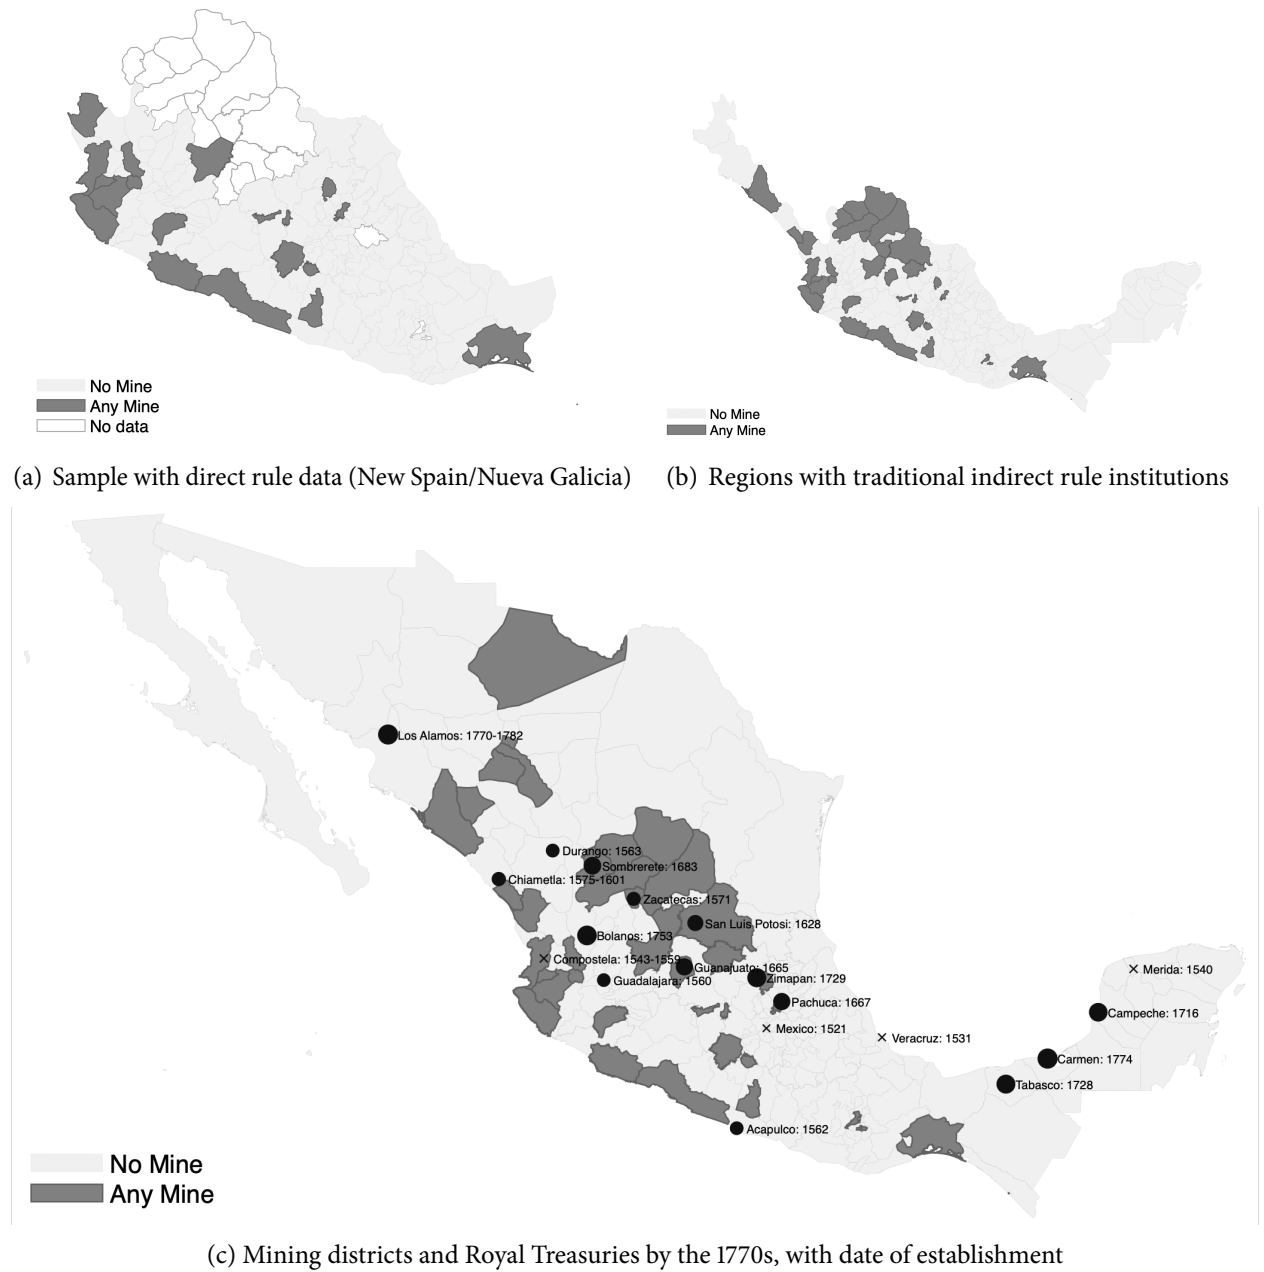 No Mine
Any Mine
No data
No Mine
Any Mine
(a) Sample with direct rule data (New Spain/Nueva Galicia)
(b) Regions with traditional indirect rule institutions
Los Alamos: 1770-1782
Durango: 1563
Sombrerete: 1683
Chiametla: 1575-1601
Zacatecas: 1571
San Luis Potosi: 1628
Bolanos: 1753
Compostela: 1543-1559
Guanajuato: 1665
Merida: 1540
Guadalajara: 1560
Zimapan: 1729
Pachuca: 1667
Campeche: 1716
Mexico: 1521
Veracruz: 1531
Carmen: 1774
Tabasco: 1728
Acapulco: 1562
No Mine
Any Mine
(c) Mining districts and Royal Treasuries by the 1770s, with date of establishment